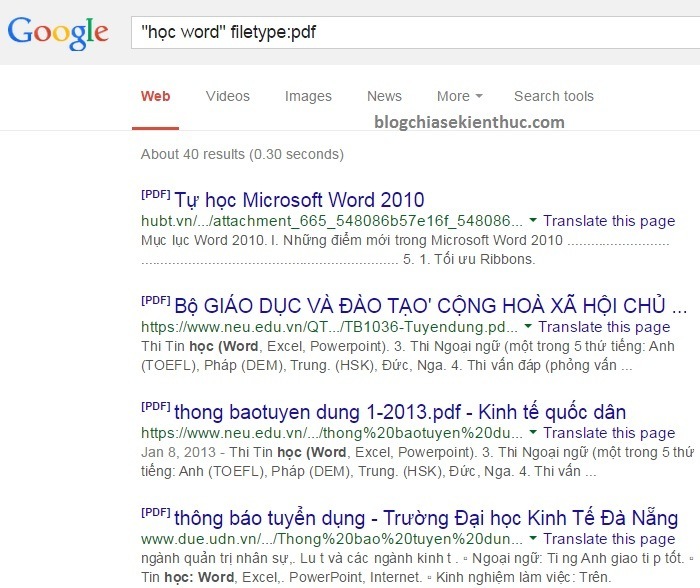 Google
"học word" filetype:pdf
Web Videos Images News More Search tools
blogchiasekienthuc.com
About 40 results (0.30 seconds)
[PDF] Tự học Microsoft Word 2010
hubt.vn/.../attachment_665_548086b57e16f_548086... Translate this page
Mục lục Word 2010. I. Những điểm mới trong Microsoft Word 2010 ..........................
................................................................. 5. 1. Tối ưu Ribbons.
[PDF] Bộ GIÁO DỤC VÀ ĐÀO TẠO' CỘNG HOÀ XÃ HỘI CHỦ ...
https://www.neu.edu.vn/QT.../TB1036-Tuyendung.pd... Translate this page
Thi Tin học (Word, Excel, Powerpoint). 3. Thi Ngoại ngữ (một trong 5 thứ tiếng: Anh
(TOEFL), Pháp (DEM), Trung. (HSK), Đức, Nga. 4. Thi vấn đáp (phỏng vấn ...
[PDF] thong baotuyen dung 1-2013.pdf - Kinh tế quốc dân
https://www.neu.edu.vn/.../thong%20baotuyen%20du... Translate this page
Jan 8, 2013 - Thi Tin học (Word, Excel, Powerpoint). 3. Thi Ngoại ngữ (một trong 5 thứ
tiếng: Anh (TOEFL), Pháp (DEM), Trung. (HSK), Đức, Nga. 4. Thi vấn ...
[PDF] thông báo tuyển dụng - Trường Đại học Kinh Tế Đà Nẵng
www.due.udn.vn/.../Thong%20bao%20tuyen%20dun... Translate this page
ngành quản trị nhân sự,. Lu t và các ngành kinh t . ▫ Ngoại ngữ: Ti ng Anh giao ti p tốt. ▫
Tin học: Word, Excel,. Powerpoint, Internet. ▫ Kinh nghiệm làm việc: Trên.